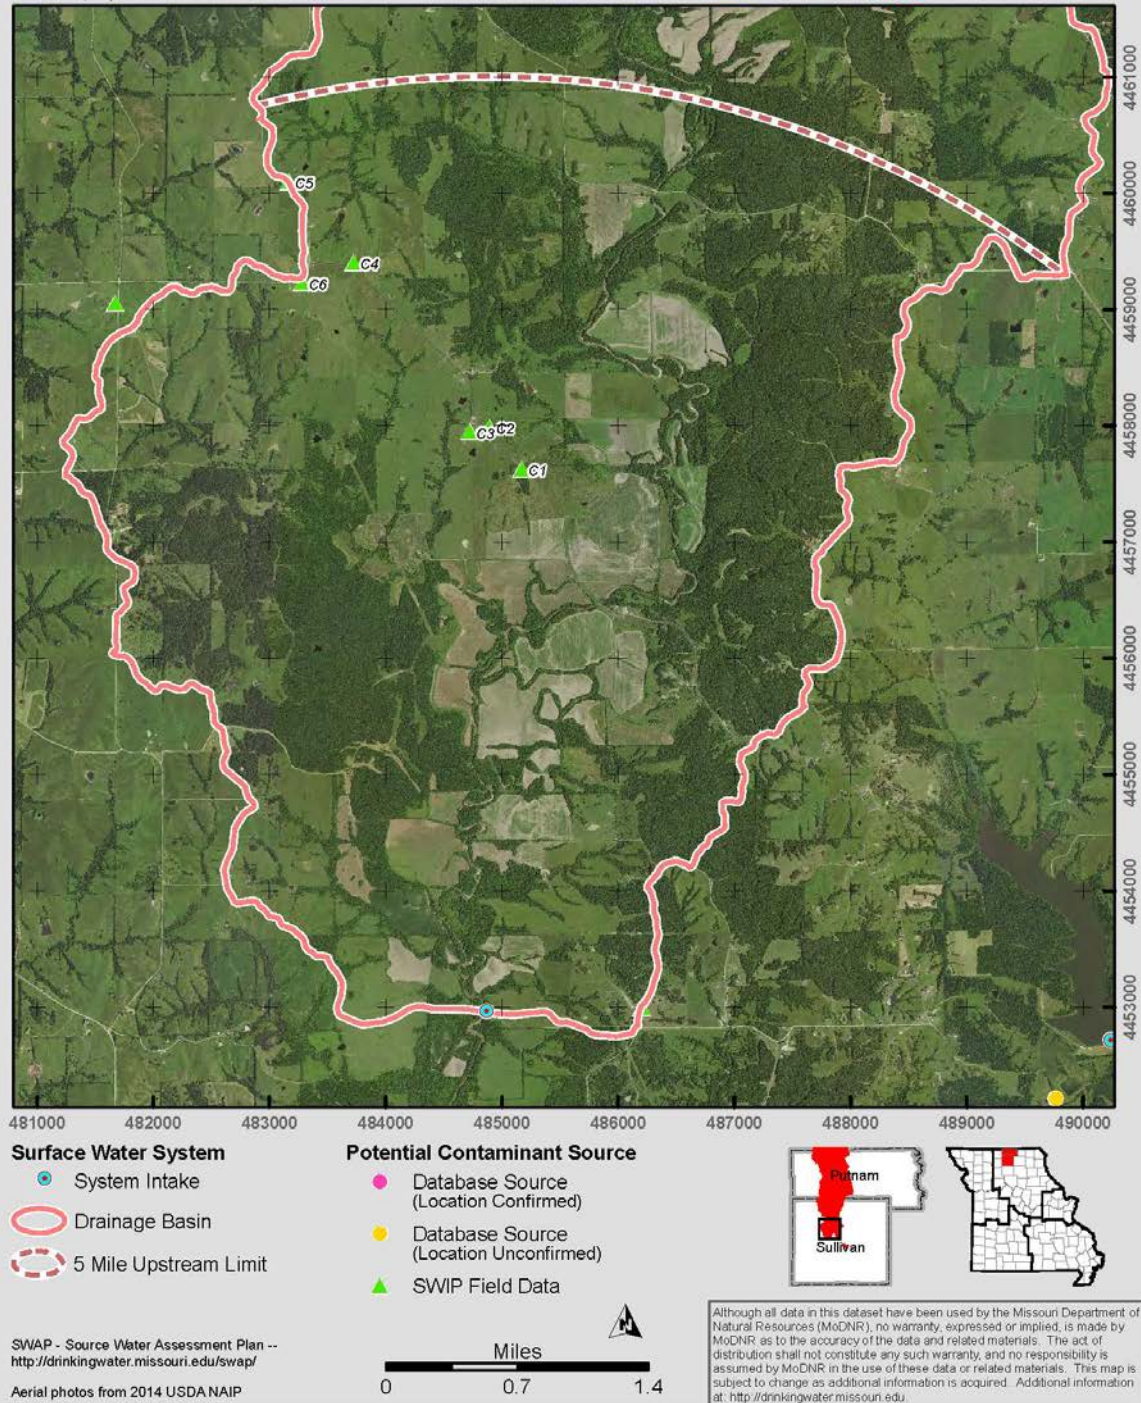 4461000
4460000
4459000
4458000
4457000
4456000
4455000
4454000
4453000
C5
C4
C6
C3
C2
C1
481000 482000 483000 484000 485000 486000 487000 488000 489000 490000
Surface Water System
System Intake
Drainage Basin
5 Mile Upstream Limit
Potential Contaminant Source
Database Source
(Location Confirmed)
Database Source
(Location Unconfirmed)
SWIP Field Data
Putnam
Sullivan
N
SWAP - Source Water Assessment Plan --
http://drinkingwater.missouri.edu/swap/
Aerial photos from 2014 USDA NAIP
Miles
0 0.7 1.4
Although all data in this dataset have been used by the Missouri Department of
Natural Resources (MoDNR), no warranty, expressed or implied, is made by
MoDNR as to the accuracy of the data and related materials. The act of
distribution shall not constitute any such warranty, and no responsibility is
assumed by MoDNR in the use of these data or related materials. This map is
subject to change as additional information is acquired. Additional information
at: http://drinkingwater.missouri.edu.